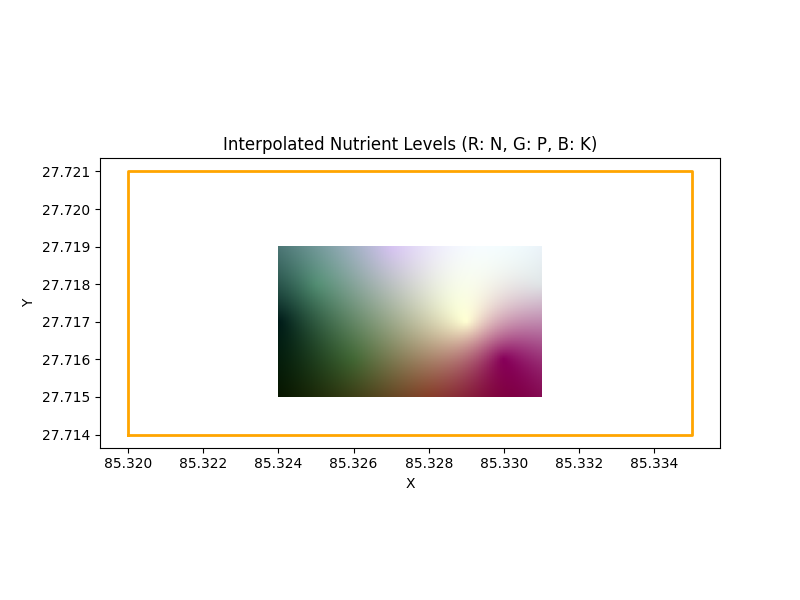 Interpolated Nutrient Levels (R: N, G: P, B: K)
27.721
27.720
27.719
27.718
27.717
27.716
27.715
27.714
Y
85.320 85.322 85.324 85.326 85.328 85.330 85.332 85.334
X